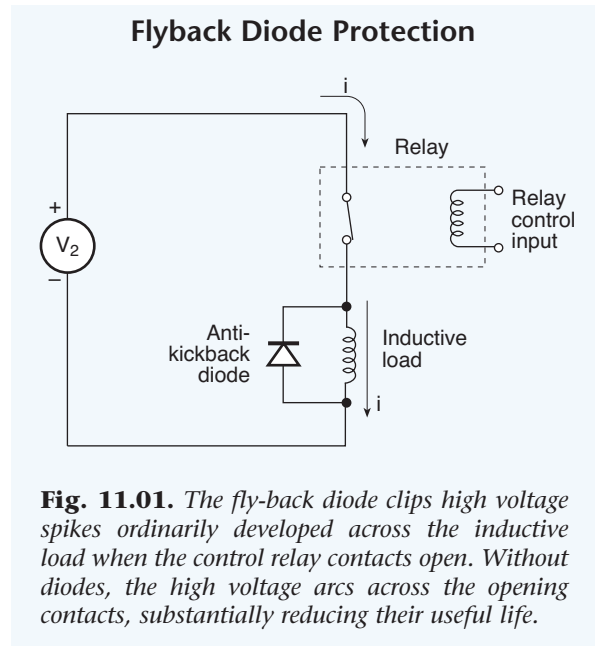 Flyback Diode Protection
i
Relay
Relay
control
input
+
V₂
–
Anti-
kickback
diode
Inductive
load
i
Fig. 11.01. The fly-back diode clips high voltage
spikes ordinarily developed across the inductive
load when the control relay contacts open. Without
diodes, the high voltage arcs across the opening
contacts, substantially reducing their useful life.